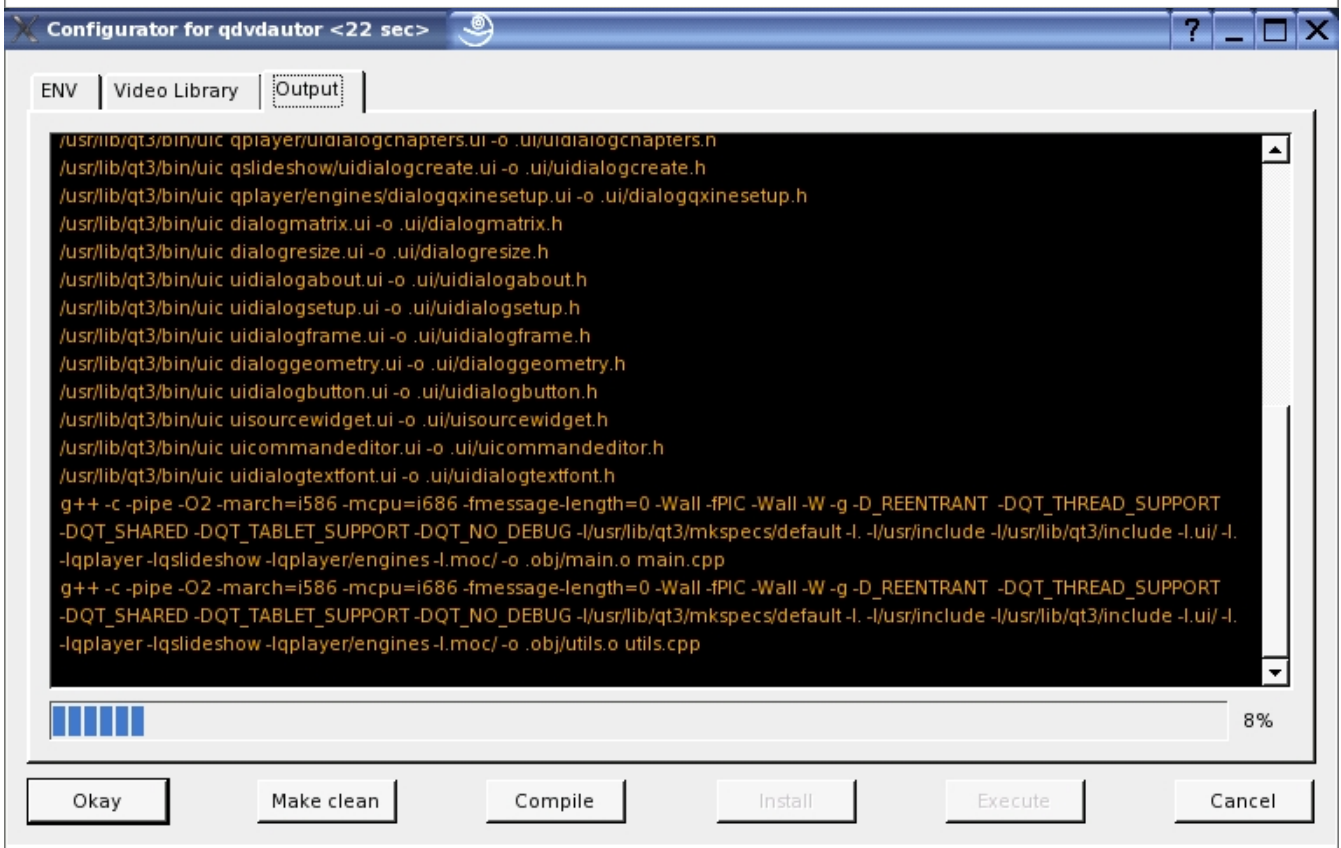 Configurator for qdvdautor <22 sec>
?
ENV
Video Library
Output
/usr/lib/qt3/bin/uic qplayer/uidialogchapters.ui -o .ui/uidialogchapters.h
/usr/lib/qt3/bin/uic qslideshow/uidialogcreate.ui -o .ui/uidialogcreate.h
/usr/lib/qt3/bin/uic qplayer/engines/dialogqxinesetup.ui -o .ui/dialogqxinesetup.h
/usr/lib/qt3/bin/uic dialogmatrix.ui -o .ui/dialogmatrix.h
/usr/lib/qt3/bin/uic dialogresize.ui -o .ui/dialogresize.h
/usr/lib/qt3/bin/uic uidialogabout.ui -o .ui/uidialogabout.h
/usr/lib/qt3/bin/uic uidialogsetup.ui -o .ui/uidialogsetup.h
/usr/lib/qt3/bin/uic uidialogframe.ui -o .ui/uidialogframe.h
/usr/lib/qt3/bin/uic dialoggeometry.ui -o .ui/dialoggeometry.h
/usr/lib/qt3/bin/uic uidialogbutton.ui -o .ui/uidialogbutton.h
/usr/lib/qt3/bin/uic uisourcewidget.ui -o .ui/uisourcewidget.h
/usr/lib/qt3/bin/uic uicommandeditor.ui -o .ui/uicommandeditor.h
/usr/lib/qt3/bin/uic uidialogtextfont.ui -o .ui/uidialogtextfont.h
g++ -c -pipe -O2 -march=i586 -mcpu=i686 -fmessage-length=0 -Wall -fPIC -Wall -W -g -D_REENTRANT -DQT_THREAD_SUPPORT
-DQT_SHARED -DQT_TABLET_SUPPORT -DQT_NO_DEBUG -I/usr/lib/qt3/mkspecs/default -I. -I/usr/include -I/usr/lib/qt3/include -I.ui/ -I.
-Iqplayer -Iqslideshow -Iqplayer/engines -I.moc/ -o .obj/main.o main.cpp
g++ -c -pipe -O2 -march=i586 -mcpu=i686 -fmessage-length=0 -Wall -fPIC -Wall -W -g -D_REENTRANT -DQT_THREAD_SUPPORT
-DQT_SHARED -DQT_TABLET_SUPPORT -DQT_NO_DEBUG -I/usr/lib/qt3/mkspecs/default -I. -I/usr/include -I/usr/lib/qt3/include -I.ui/ -I.
-Iqplayer -Iqslideshow -Iqplayer/engines -I.moc/ -o .obj/utils.o utils.cpp
8%
Okay
Make clean
Compile
Install
Execute
Cancel